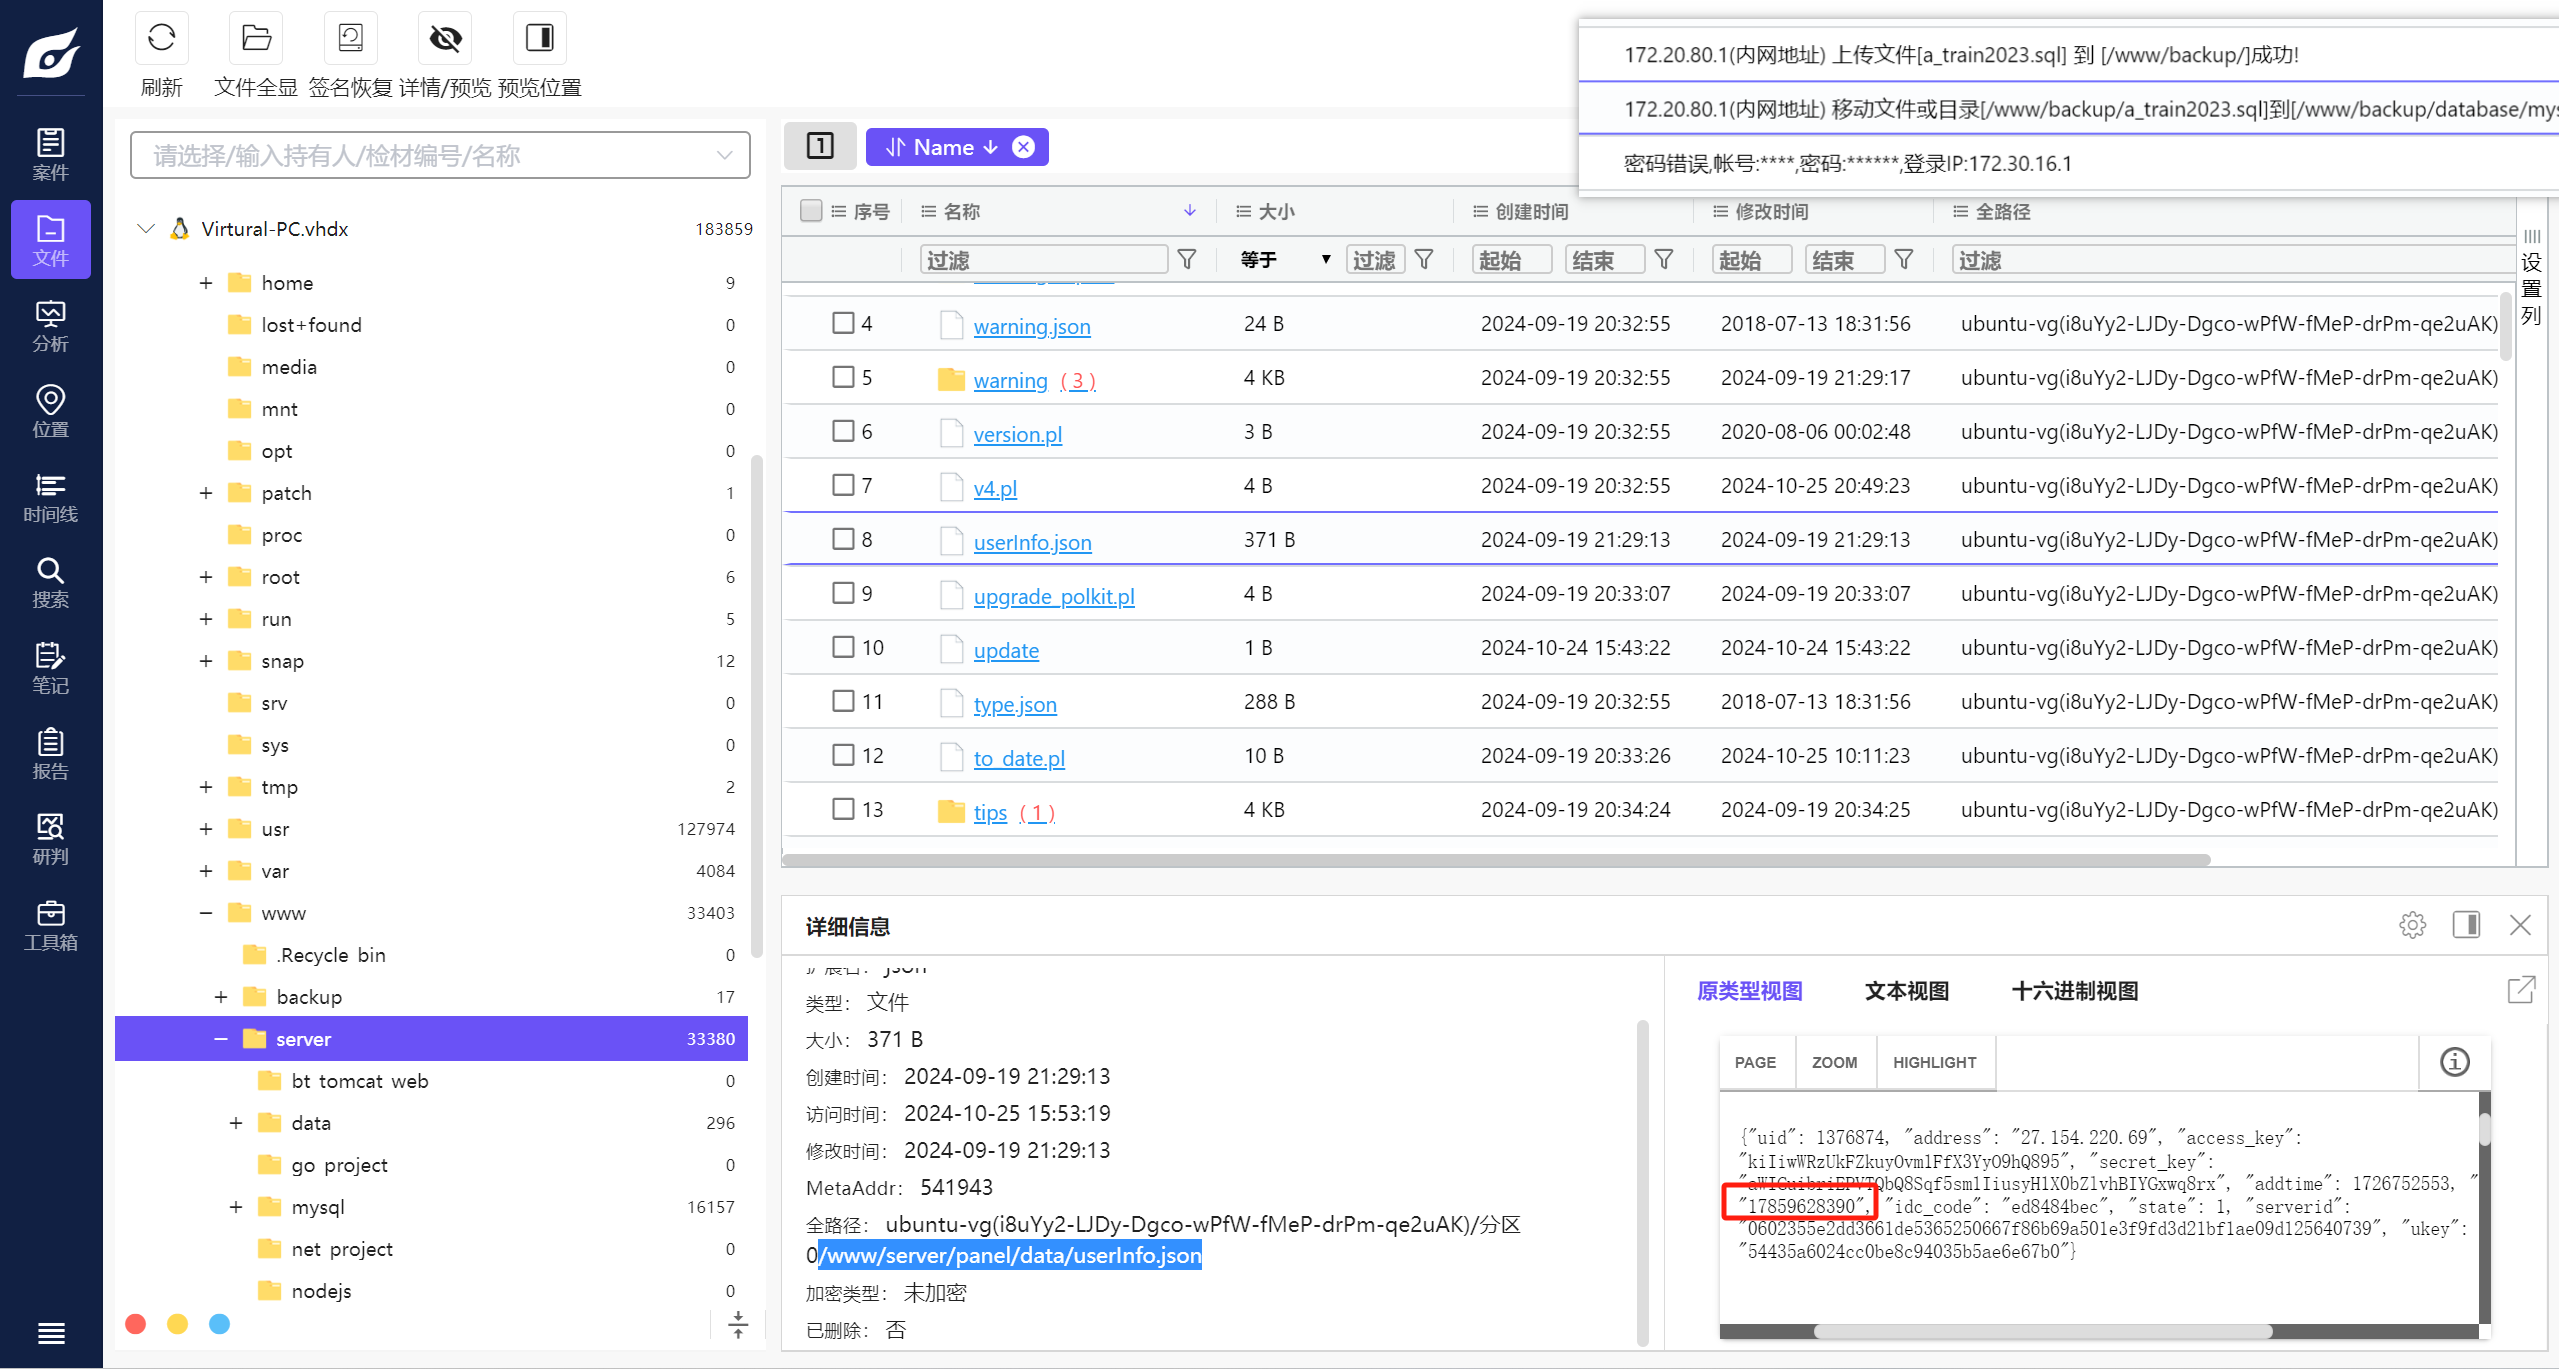 刷新
文件全显
签名恢复
详情/预览
预览位置
172.20.80.1(内网地址) 上传文件[a_train2023.sql] 到 [/www/backup/]成功!
172.20.80.1(内网地址) 移动文件或目录[/www/backup/a_train2023.sql]到[/www/backup/database/mys
密码错误,帐号:****,密码:******,登录IP:172.30.16.1
案件
文件
分析
位置
时间线
搜索
笔记
报告
研判
工具箱
请选择/输入持有人/检材编号/名称
Virtural-PC.vhdx 183859
home 9
lost+found 0
media 0
mnt 0
opt 0
patch 1
proc 0
root 6
run 5
snap 12
srv 0
sys 0
tmp 2
usr 127974
var 4084
www 33403
.Recycle bin 0
backup 17
server 33380
bt tomcat web 0
data 296
go project 0
mysql 16157
net project 0
nodejs 0
1 Name
序号 名称 大小 创建时间 修改时间 全路径
过滤 等于 过滤 起始 结束 起始 结束 过滤
设置列
4 warning.json 24 B 2024-09-19 20:32:55 2018-07-13 18:31:56 ubuntu-vg(i8uYy2-LJDy-Dgco-wPfW-fMeP-drPm-qe2uAK)
5 warning ( 3 ) 4 KB 2024-09-19 20:32:55 2024-09-19 21:29:17 ubuntu-vg(i8uYy2-LJDy-Dgco-wPfW-fMeP-drPm-qe2uAK)
6 version.pl 3 B 2024-09-19 20:32:55 2020-08-06 00:02:48 ubuntu-vg(i8uYy2-LJDy-Dgco-wPfW-fMeP-drPm-qe2uAK)
7 v4.pl 4 B 2024-09-19 20:32:55 2024-10-25 20:49:23 ubuntu-vg(i8uYy2-LJDy-Dgco-wPfW-fMeP-drPm-qe2uAK)
8 userInfo.json 371 B 2024-09-19 21:29:13 2024-09-19 21:29:13 ubuntu-vg(i8uYy2-LJDy-Dgco-wPfW-fMeP-drPm-qe2uAK)
9 upgrade_polkit.pl 4 B 2024-09-19 20:33:07 2024-09-19 20:33:07 ubuntu-vg(i8uYy2-LJDy-Dgco-wPfW-fMeP-drPm-qe2uAK)
10 update 1 B 2024-10-24 15:43:22 2024-10-24 15:43:22 ubuntu-vg(i8uYy2-LJDy-Dgco-wPfW-fMeP-drPm-qe2uAK)
11 type.json 288 B 2024-09-19 20:32:55 2018-07-13 18:31:56 ubuntu-vg(i8uYy2-LJDy-Dgco-wPfW-fMeP-drPm-qe2uAK)
12 to_date.pl 10 B 2024-09-19 20:33:26 2024-10-25 10:11:23 ubuntu-vg(i8uYy2-LJDy-Dgco-wPfW-fMeP-drPm-qe2uAK)
13 tips ( 1 ) 4 KB 2024-09-19 20:34:24 2024-09-19 20:34:25 ubuntu-vg(i8uYy2-LJDy-Dgco-wPfW-fMeP-drPm-qe2uAK)
详细信息
扩展名: json
类型: 文件
大小: 371 B
创建时间: 2024-09-19 21:29:13
访问时间: 2024-10-25 15:53:19
修改时间: 2024-09-19 21:29:13
MetaAddr: 541943
全路径: ubuntu-vg(i8uYy2-LJDy-Dgco-wPfW-fMeP-drPm-qe2uAK)/分区
0/www/server/panel/data/userInfo.json
加密类型: 未加密
已删除: 否
原类型视图 文本视图 十六进制视图
PAGE ZOOM HIGHLIGHT
{"uid": 1376874, "address": "27.154.220.69", "access_key":
"kiIiwWRzUkFZkuyOvm1FfX3YyO9hQ895", "secret_key":
"addtime": 1726752553, "
"17859628390", "idc_code": "ed8484bec", "state": 1, "serverid":
"0602355e2dd3661de5365250667f86b69a501e3f9fd3d21bf1ae09d125640739", "ukey":
"54435a6024cc0be8c94035b5ae6e67b0"}